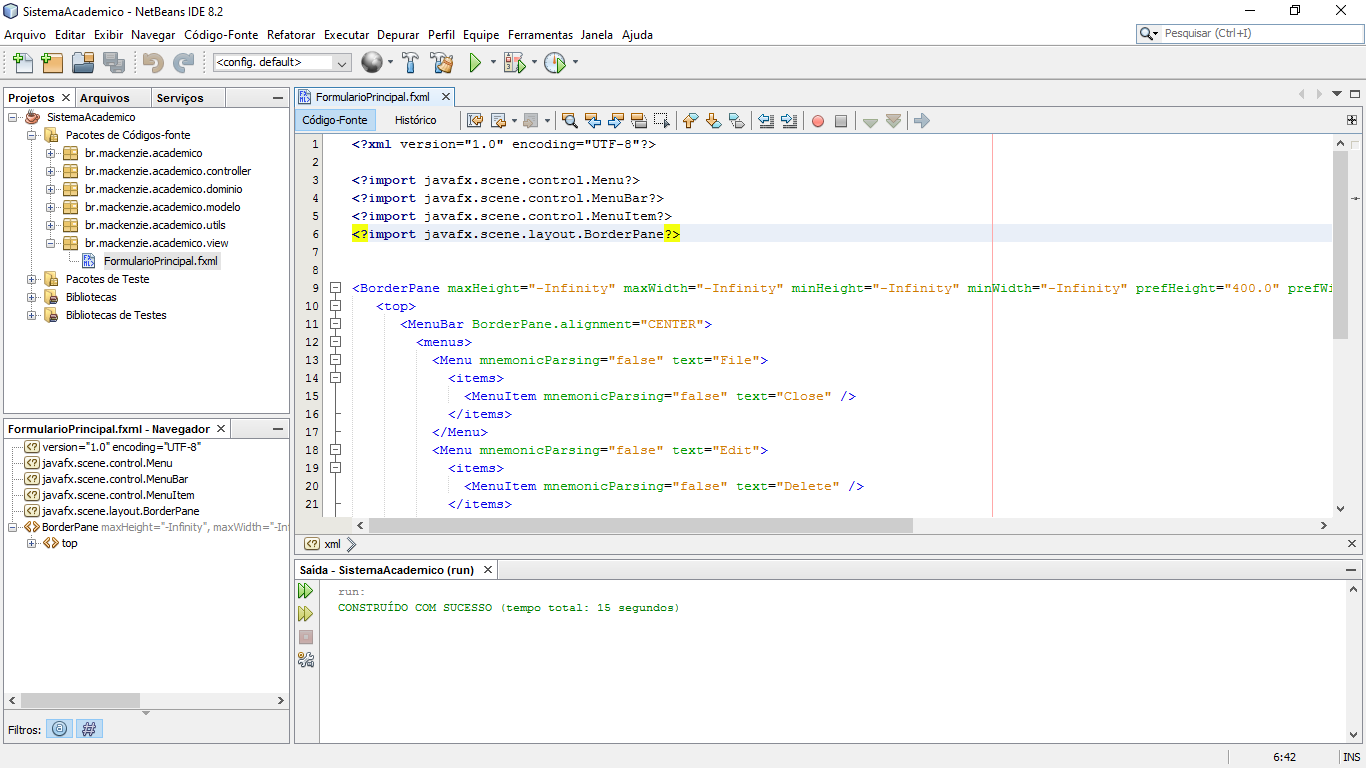 SistemaAcademico - NetBeans IDE 8.2
Arquivo Editar Exibir Navegar Código-Fonte Refatorar Executar Depurar Perfil Equipe Ferramentas Janela Ajuda
Pesquisar (Ctrl+I)
<config. default>
Projetos Arquivos Serviços
SistemaAcademico
Pacotes de Códigos-fonte
br.mackenzie.academico
br.mackenzie.academico.controller
br.mackenzie.academico.dominio
br.mackenzie.academico.modelo
br.mackenzie.academico.utils
br.mackenzie.academico.view
FormularioPrincipal.fxml
Pacotes de Teste
Bibliotecas
Bibliotecas de Testes
FormularioPrincipal.fxml - Navegador
version="1.0" encoding="UTF-8"
javafx.scene.control.Menu
javafx.scene.control.MenuBar
javafx.scene.control.MenuItem
javafx.scene.layout.BorderPane
BorderPane maxHeight="-Infinity", maxWidth="-Inf
top
Filtros:
FormularioPrincipal.fxml
Código-Fonte Histórico
1 <?xml version="1.0" encoding="UTF-8"?>
2
3 <?import javafx.scene.control.Menu?>
4 <?import javafx.scene.control.MenuBar?>
5 <?import javafx.scene.control.MenuItem?>
6 <?import javafx.scene.layout.BorderPane?>
7
8
9 <BorderPane maxHeight="-Infinity" maxWidth="-Infinity" minHeight="-Infinity" minWidth="-Infinity" prefHeight="400.0" prefWi
10 <top>
11 <MenuBar BorderPane.alignment="CENTER">
12 <menus>
13 <Menu mnemonicParsing="false" text="File">
14 <items>
15 <MenuItem mnemonicParsing="false" text="Close" />
16 </items>
17 </Menu>
18 <Menu mnemonicParsing="false" text="Edit">
19 <items>
20 <MenuItem mnemonicParsing="false" text="Delete" />
21 </items>
xml
Saída - SistemaAcademico (run)
run:
CONSTRUÍDO COM SUCESSO (tempo total: 15 segundos)
6:42 INS